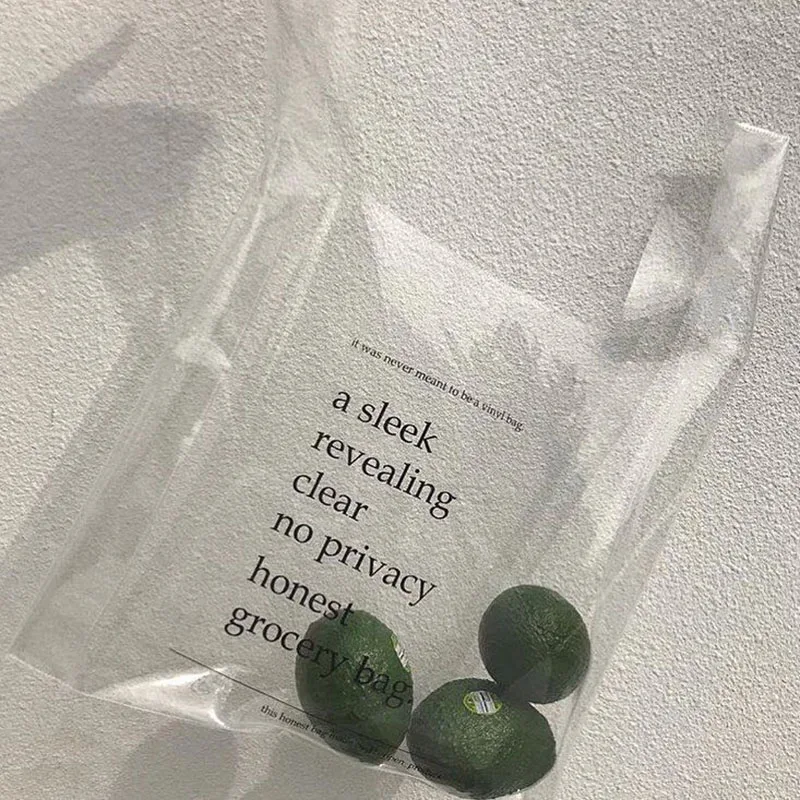 it was never meant to be a vinyl bag.
a sleek
revealing
clear
no privacy
honest
grocery bag.
this honest bag made